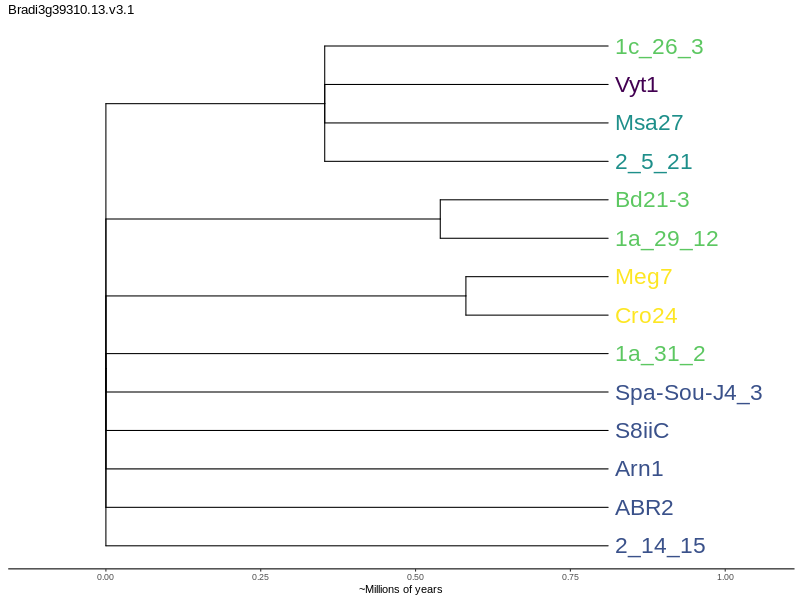 Bradi3g39310.13.v3.1
1c_26_3
Vyt1
Msa27
2_5_21
Bd21-3
1a_29_12
Meg7
Cro24
1a_31_2
Spa-Sou-J4_3
S8iiC
Arn1
ABR2
2_14_15
0.00 0.25 0.50 0.75 1.00
~Millions of years